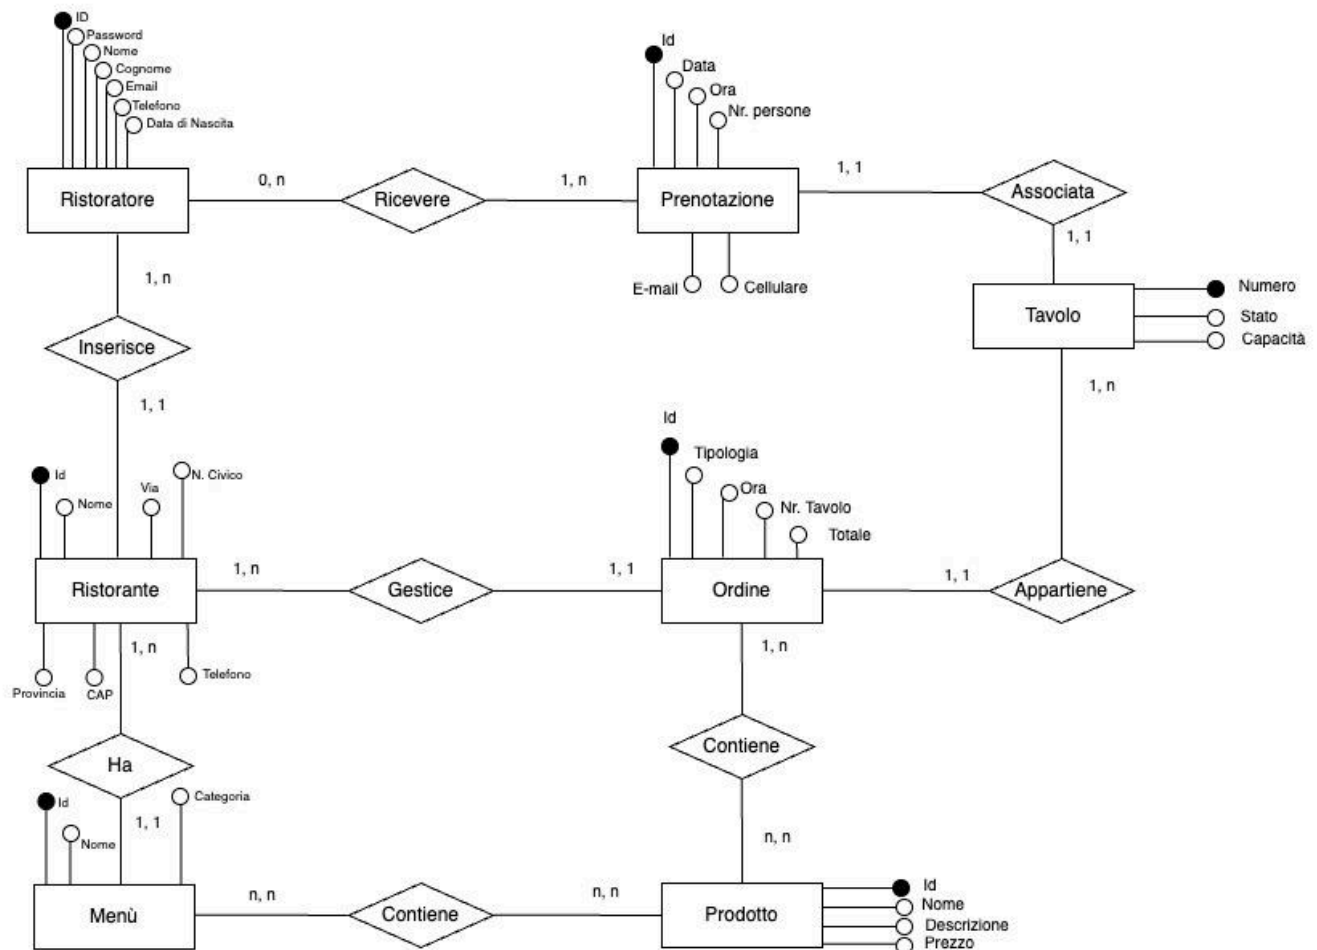 ID
Password
Nome
Cognome
Email
Telefono
Data di Nascita
Id
Data
Ora
Nr. persone
Ristoratore
0, n
Ricevere
1, n
Prenotazione
1, 1
Associata
1, 1
E-mail
Cellulare
Tavolo
Numero
Stato
Capacità
1, n
Inserisce
1, 1
1, n
Id
Nome
Via
N. Civico
Id
Tipologia
Ora
Nr. Tavolo
Totale
Ristorante
1, n
Gestice
1, 1
Ordine
1, 1
Appartiene
1, n
Provincia
CAP
Telefono
1, n
Ha
Contiene
1, 1
Id
Nome
Categoria
n, n
Menù
n, n
Contiene
n, n
Prodotto
Id
Nome
Descrizione
Prezzo